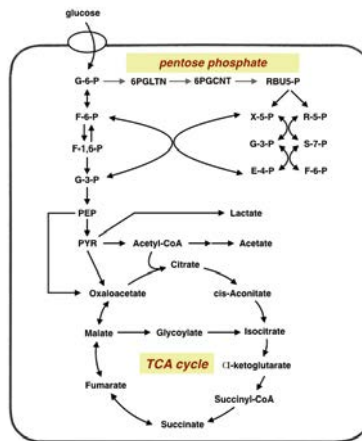 glucose
pentose phosphate
G-6-P 6PGLTN 6PGCNT RBU5-P
F-6-P X-5-P R-5-P
F-1,6-P G-3-P S-7-P
G-3-P E-4-P F-6-P
PEP Lactate
PYR Acetyl-CoA Acetate
Citrate
Oxaloacetate cis-Aconitate
Malate Glycoylate Isocitrate
TCA cycle α-ketoglutarate
Fumarate Succinyl-CoA
Succinate